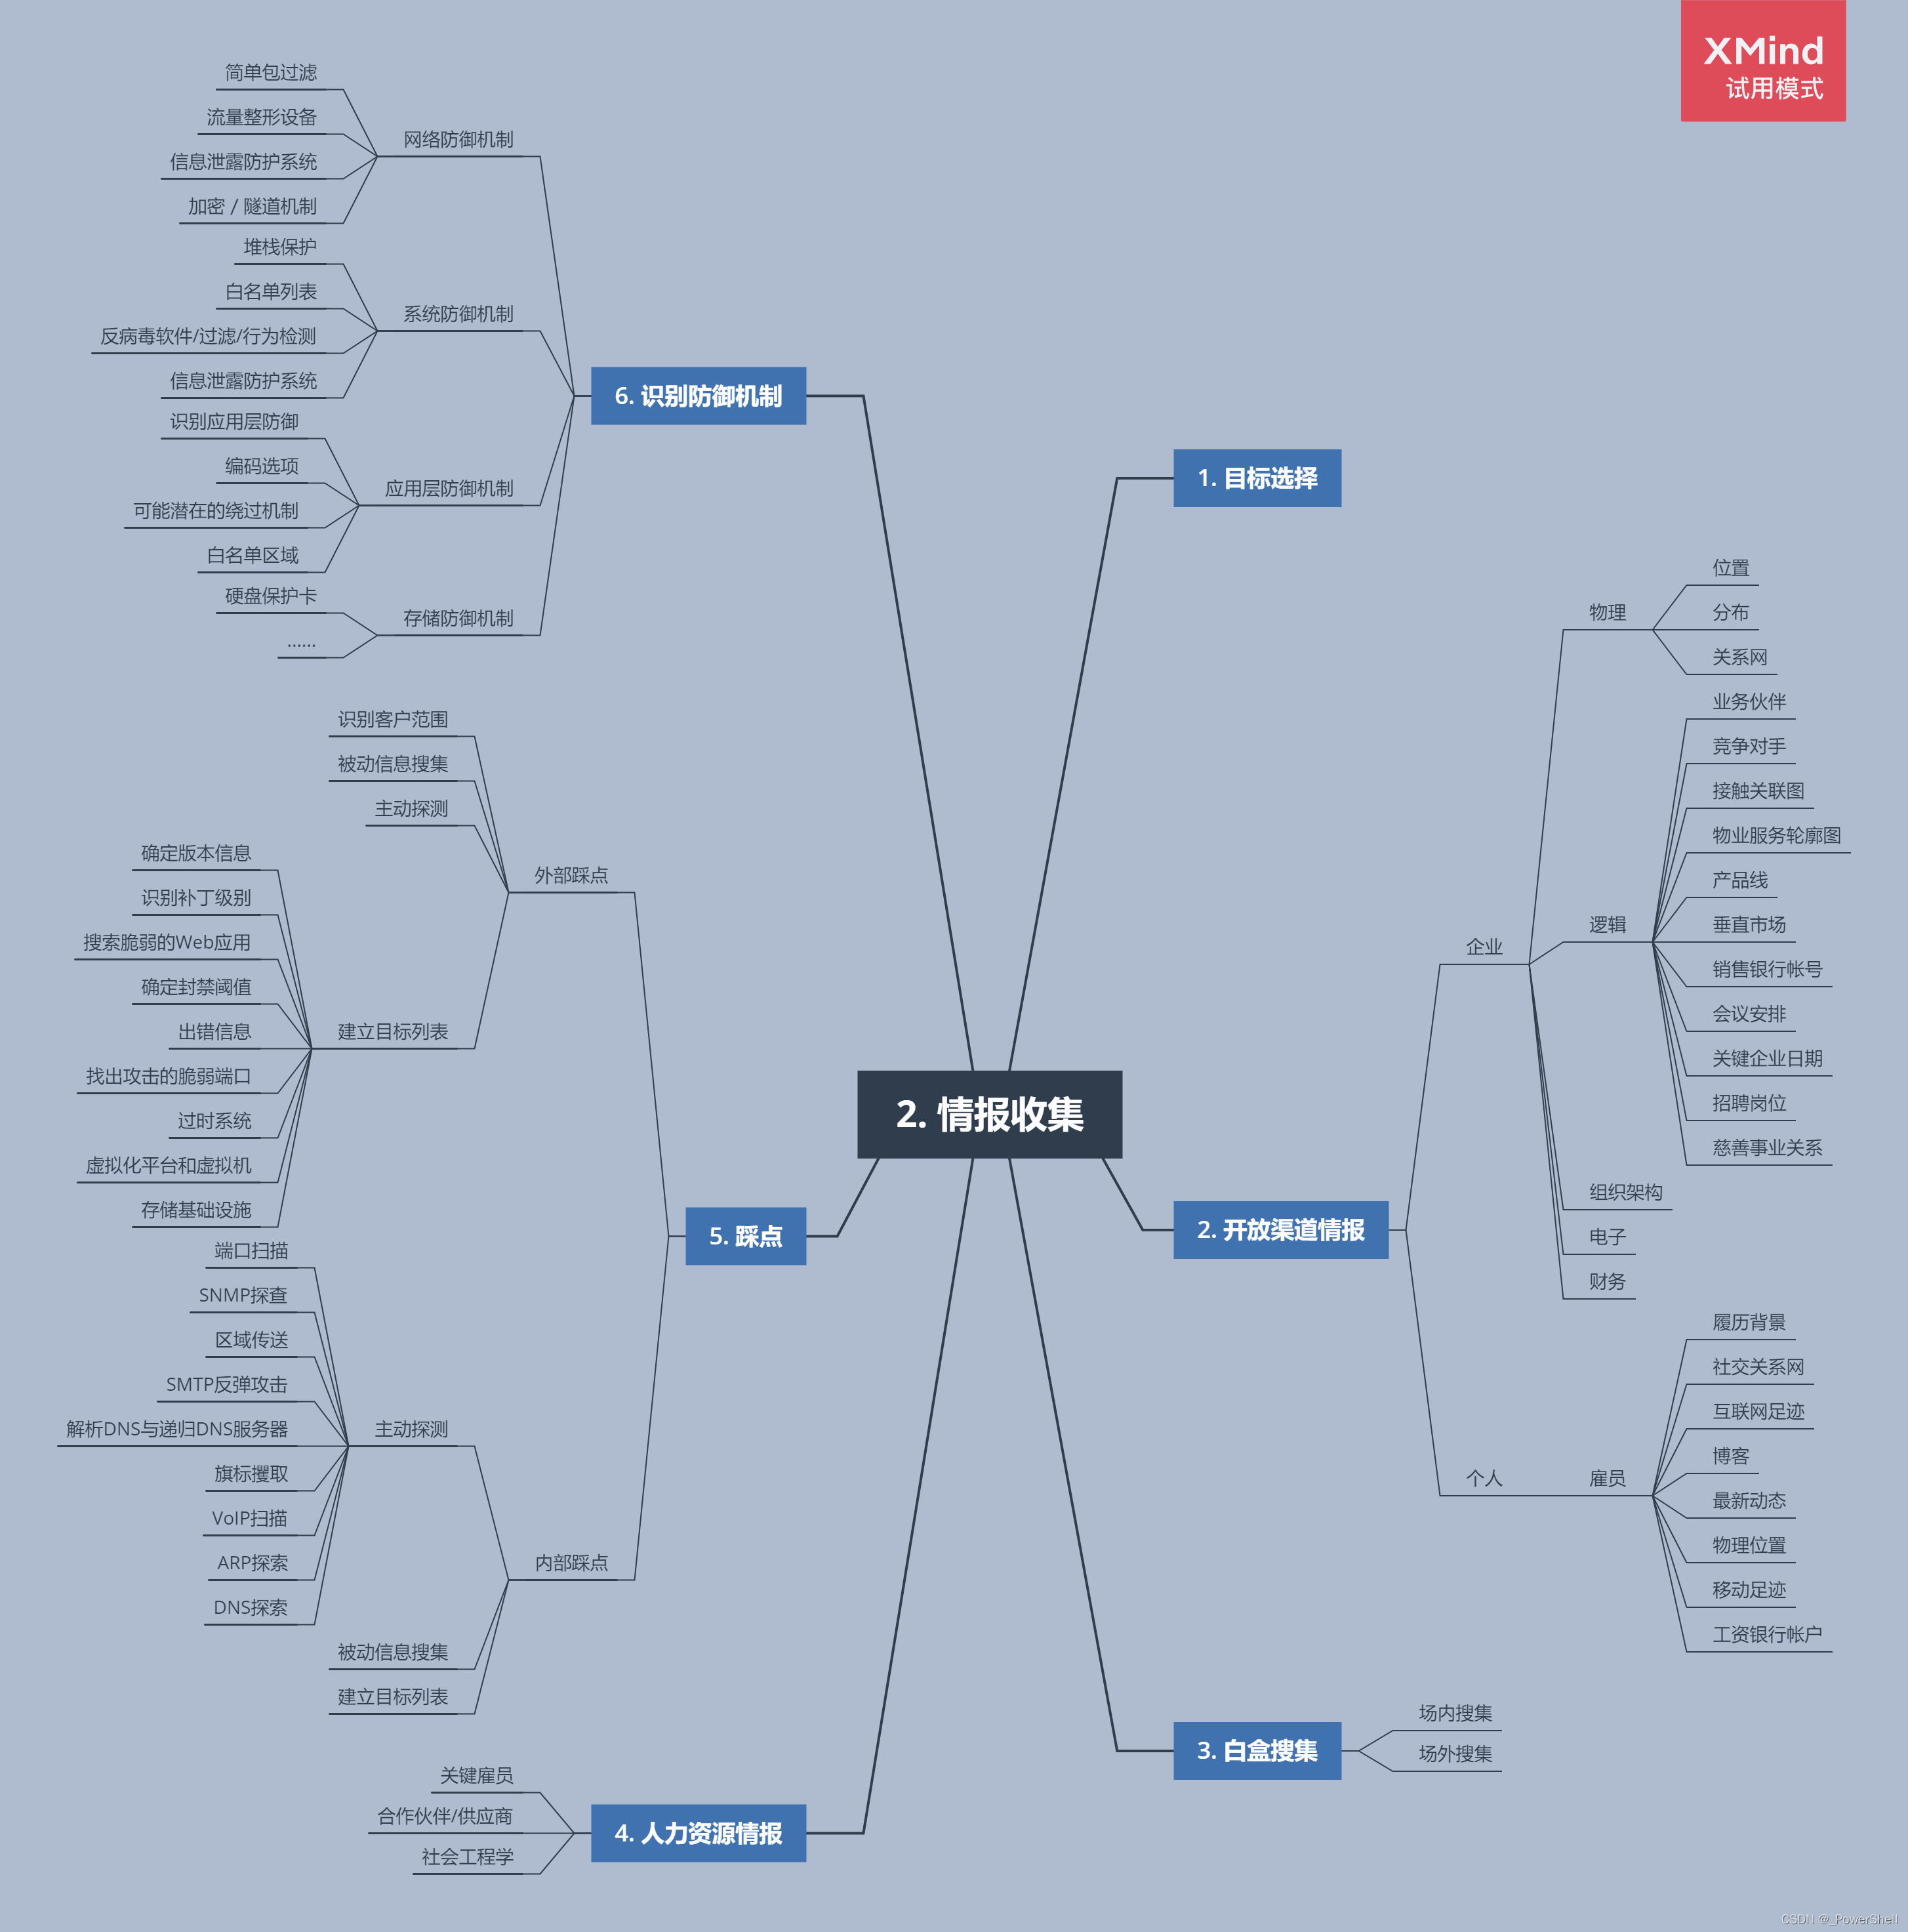 XMind
试用模式
2. 情报收集
1. 目标选择
2. 开放渠道情报
企业
物理
位置
分布
关系网
逻辑
业务伙伴
竞争对手
接触关联图
物业服务轮廓图
产品线
垂直市场
销售银行帐号
会议安排
关键企业日期
招聘岗位
慈善事业关系
组织架构
电子
财务
个人
雇员
履历背景
社交关系网
互联网足迹
博客
最新动态
物理位置
移动足迹
工资银行帐户
3. 白盒搜集
场内搜集
场外搜集
4. 人力资源情报
关键雇员
合作伙伴/供应商
社会工程学
5. 踩点
外部踩点
识别客户范围
被动信息搜集
主动探测
建立目标列表
确定版本信息
识别补丁级别
搜索脆弱的Web应用
确定封禁阈值
出错信息
找出攻击的脆弱端口
过时系统
虚拟化平台和虚拟机
存储基础设施
内部踩点
主动探测
端口扫描
SNMP探查
区域传送
SMTP反弹攻击
解析DNS与递归DNS服务器
旗标攫取
VoIP扫描
ARP探索
DNS探索
被动信息搜集
建立目标列表
6. 识别防御机制
网络防御机制
简单包过滤
流量整形设备
信息泄露防护系统
加密 / 隧道机制
系统防御机制
堆栈保护
白名单列表
反病毒软件/过滤/行为检测
信息泄露防护系统
应用层防御机制
识别应用层防御
编码选项
可能潜在的绕过机制
白名单区域
存储防御机制
硬盘保护卡
......
CSDN @_PowerShell